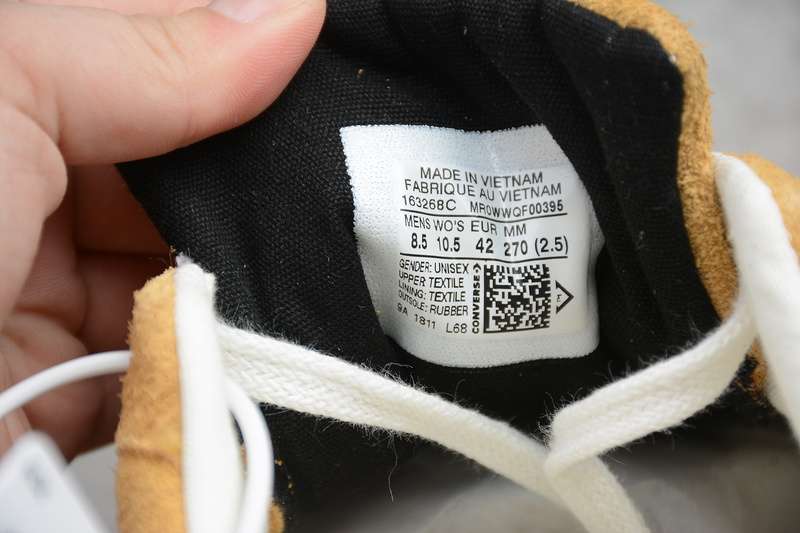 MADE IN VIETNAM
FABRIQUE AU VIETNAM
163268C MR0WWQF00395
MENS WO'S EUR MM
8.5 10.5 42 270 (2.5)
GENDER: UNISEX
UPPER TEXTILE
LINING: TEXTILE
OUTSOLE: RUBBER
9A 1811 L68
CONVERSE